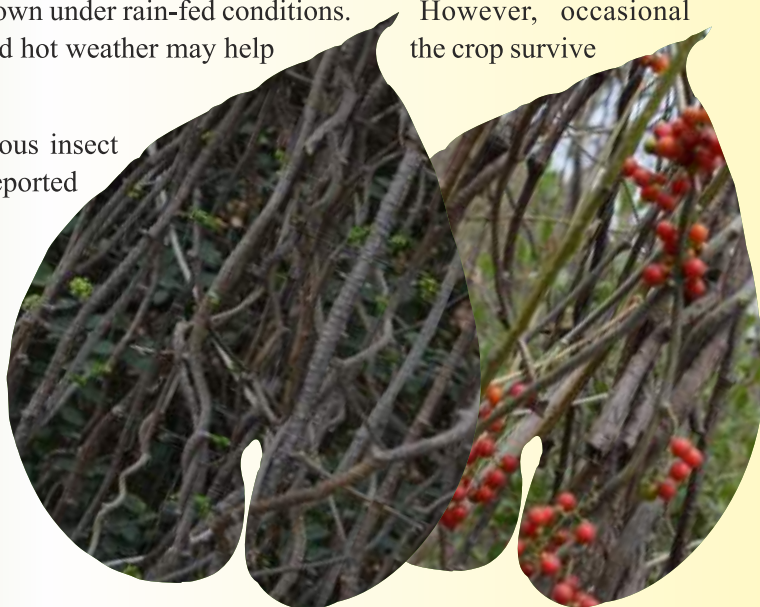 own under rain-fed conditions. However, occasional
d hot weather may help the crop survive
ous insect
eported